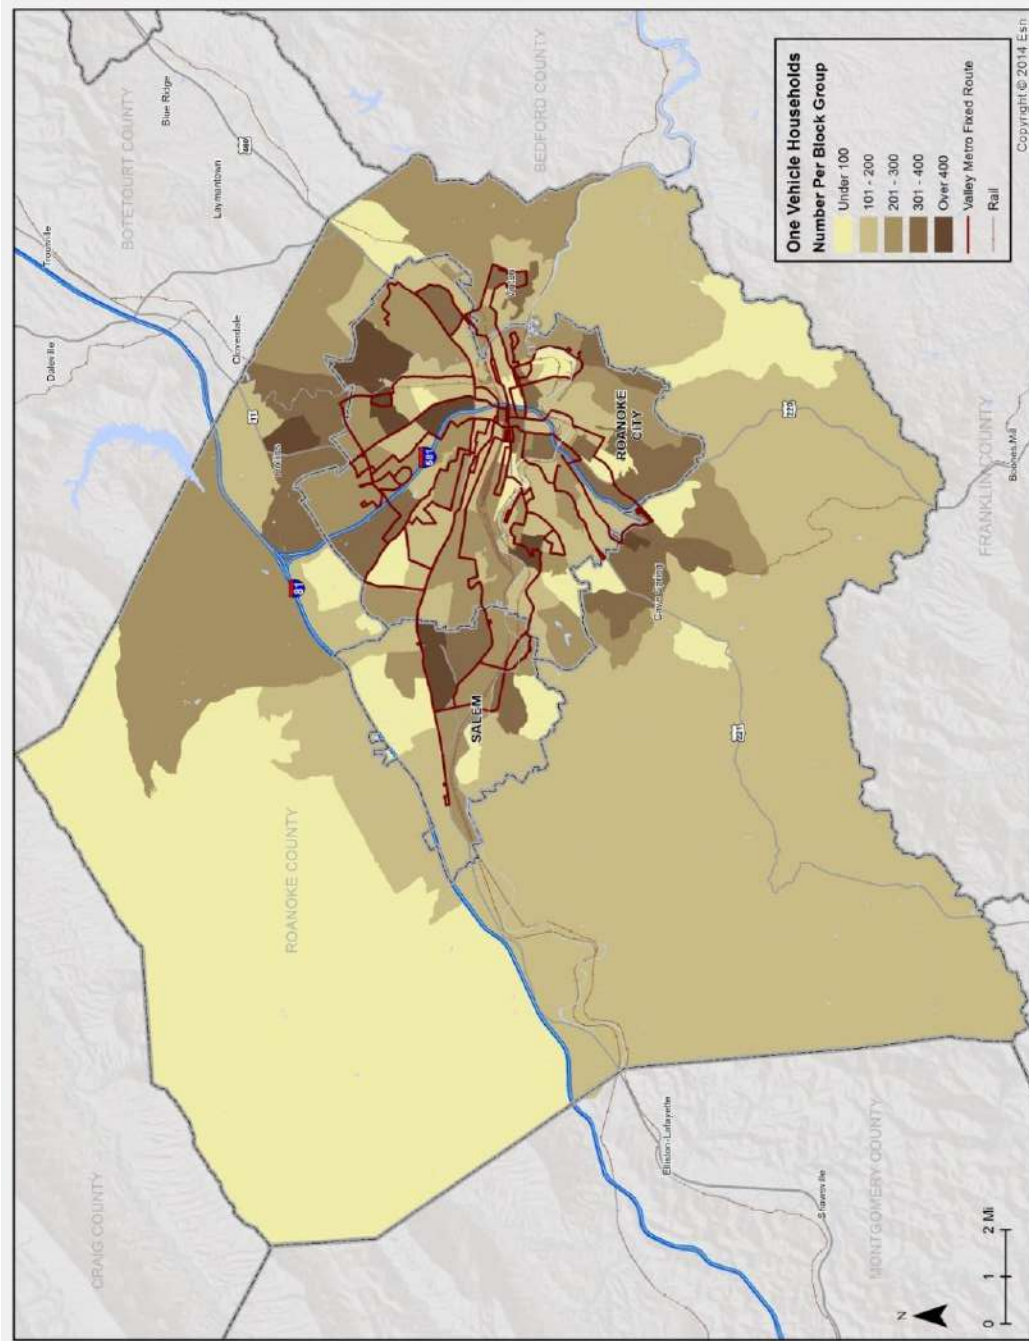 CRAIG COUNTY
BOTETOURT COUNTY
Troutville
Daleville
Cloverdale
Laymantown
Blue Ridge
460
11
BEDFORD COUNTY
81
581
ROANOKE COUNTY
Hollins
Vinton
SALEM
ROANOKE
CITY
Cave Spring
221
220
Elliston-Lafayette
Shawsville
MONTGOMERY COUNTY
FRANKLIN COUNTY
Boones Mill
N
0 1 2 Mi
One Vehicle Households
Number Per Block Group
Under 100
101 - 200
201 - 300
301 - 400
Over 400
Valley Metro Fixed Route
Rail
Copyright © 2014 Esri